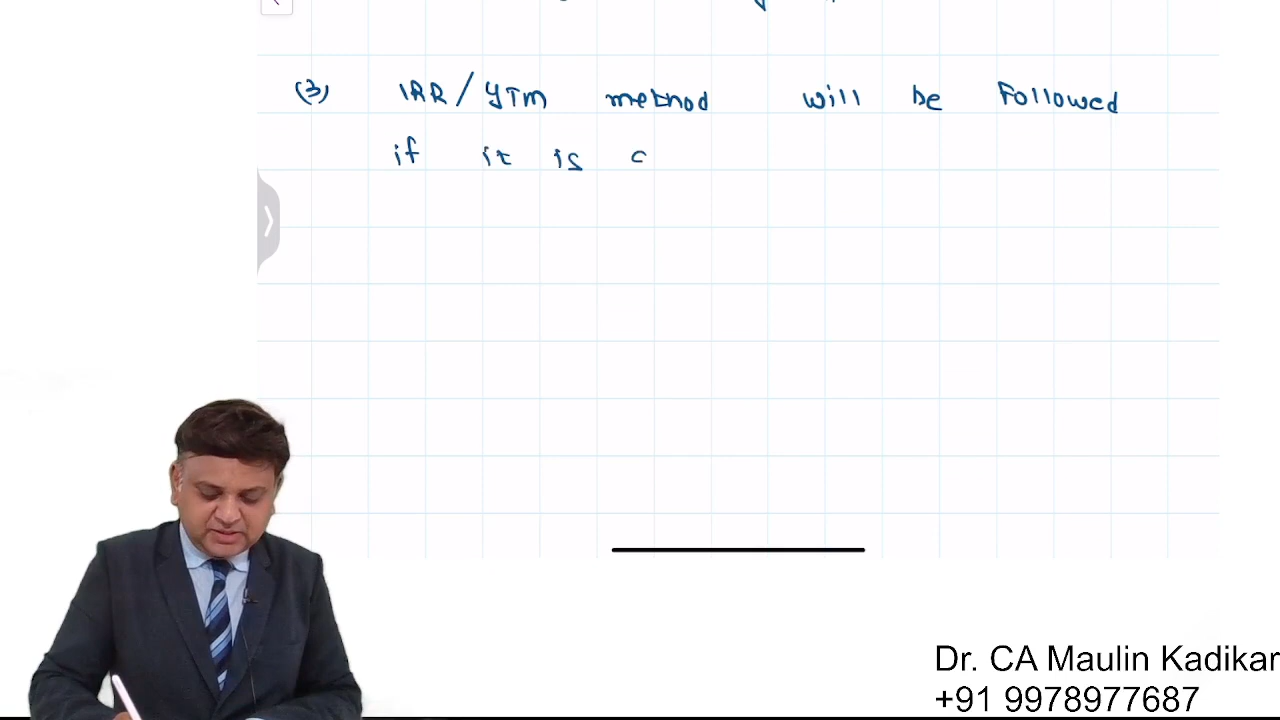 (3) IRR/YTM method will be followed
if it is
Dr. CA Maulin Kadikar
+91 9978977687